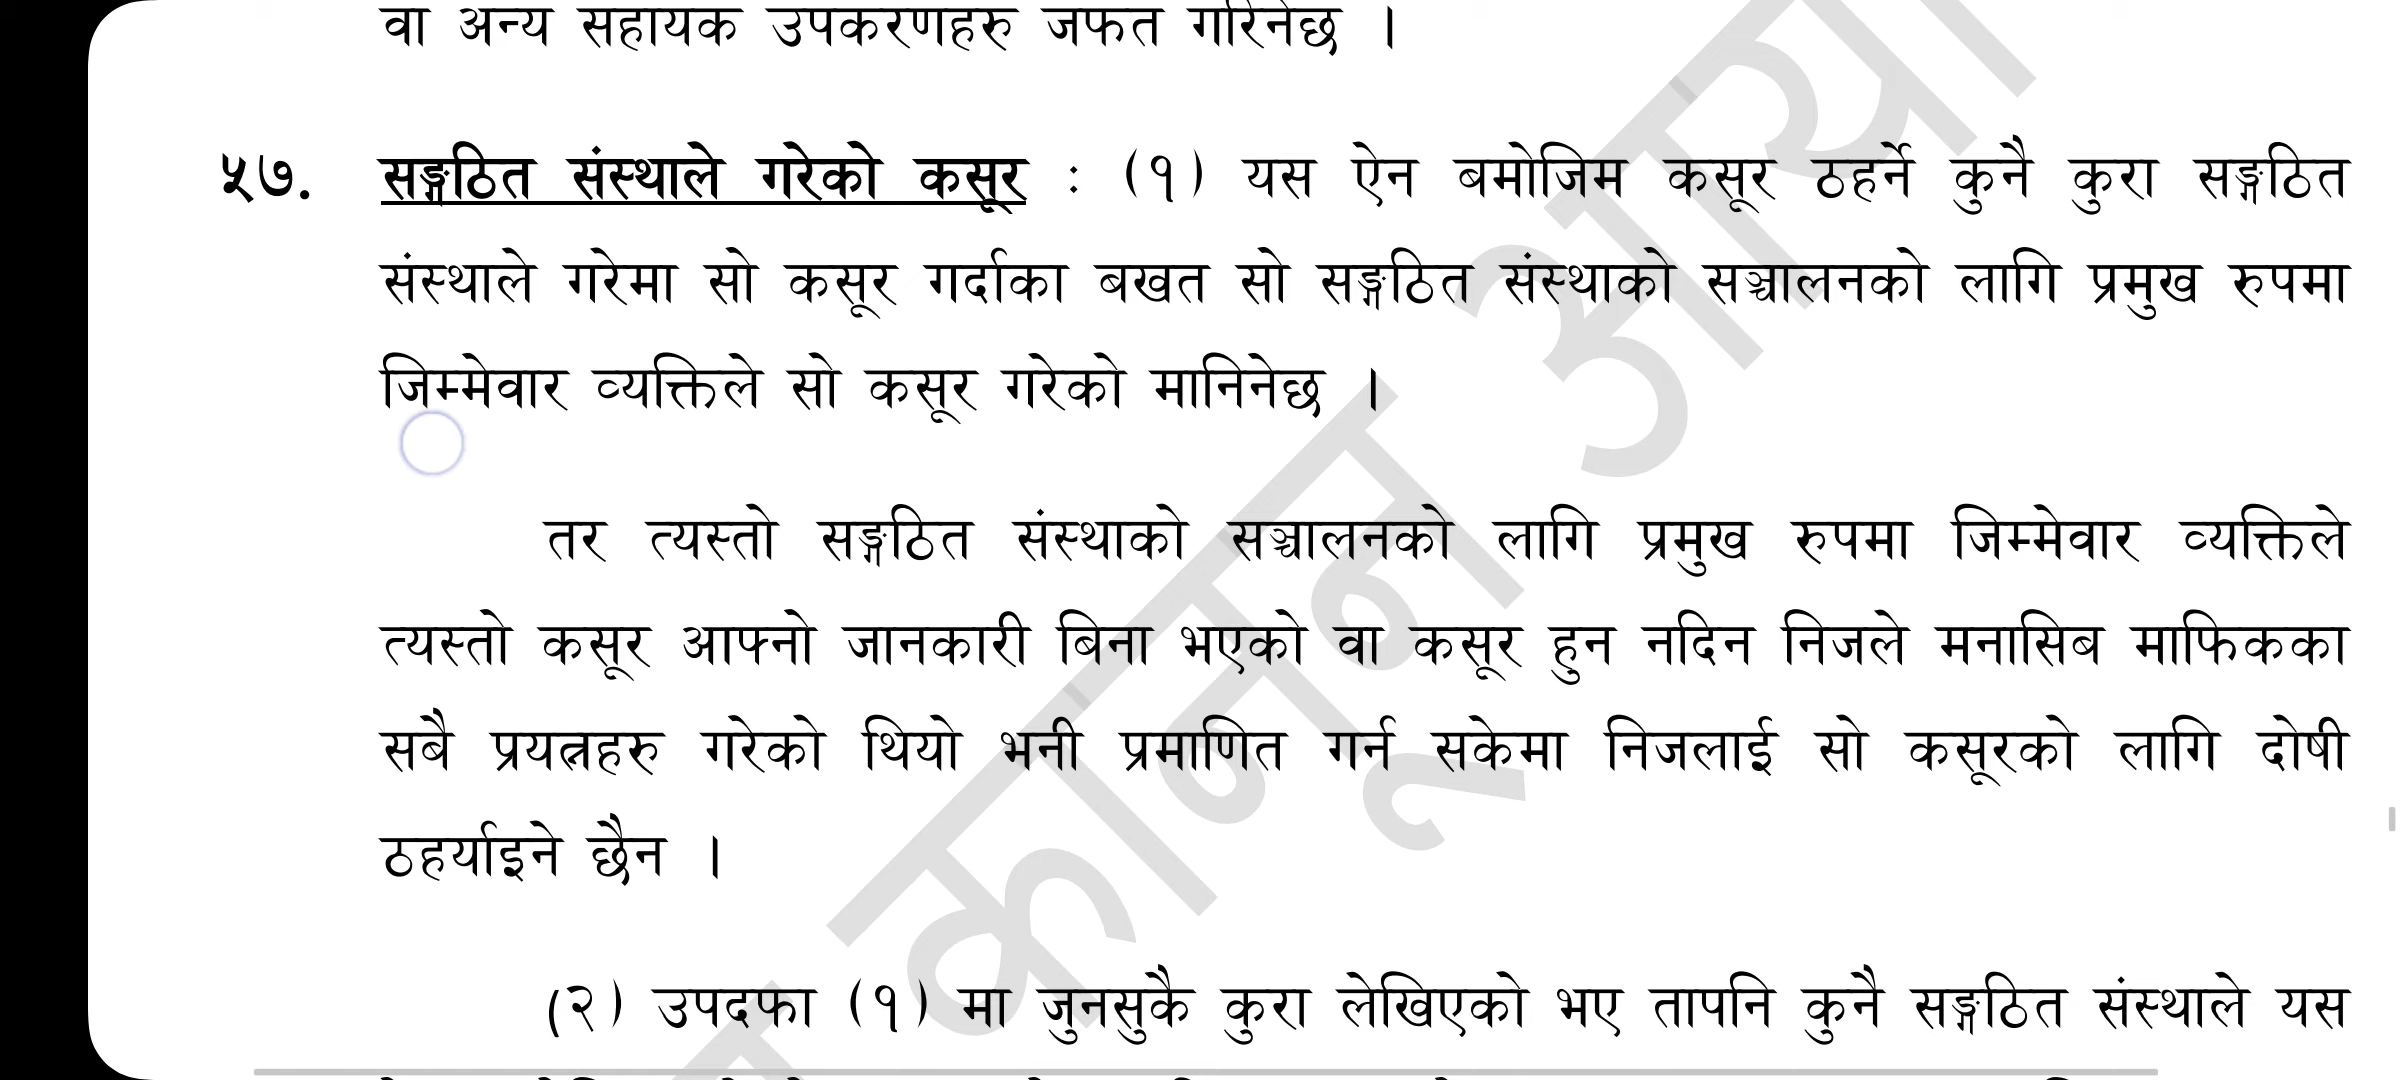 वा अन्य सहायक उपकरणहरु जफत गरिनेछ ।
५७. सङ्गठित संस्थाले गरेको कसूर : (१) यस ऐन बमोजिम कसूर ठहर्ने कुनै कुरा सङ्गठित
संस्थाले गरेमा सो कसूर गर्दाका बखत सो सङ्गठित संस्थाको सञ्चालनको लागि प्रमुख रुपमा
जिम्मेवार व्यक्तिले सो कसूर गरेको मानिनेछ ।
तर त्यस्तो सङ्गठित संस्थाको सञ्चालनको लागि प्रमुख रुपमा जिम्मेवार व्यक्तिले
त्यस्तो कसूर आफ्नो जानकारी बिना भएको वा कसूर हुन नदिन निजले मनासिब माफिकका
सबै प्रयत्नहरु गरेको थियो भनी प्रमाणित गर्न सकेमा निजलाई सो कसूरको लागि दोषी
ठहर्याइने छैन ।
(२) उपदफा (१) मा जुनसुकै कुरा लेखिएको भए तापनि कुनै सङ्गठित संस्थाले यस
कानून आयो